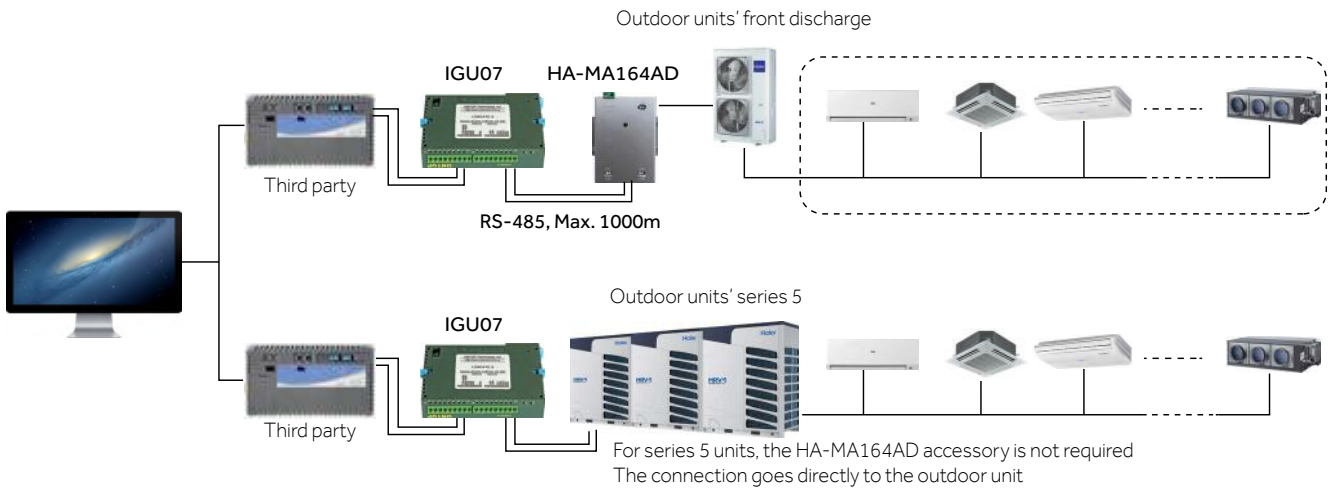 Outdoor units' front discharge
IGU07
HA-MA164AD
Third party
RS-485, Max. 1000m
Outdoor units' series 5
IGU07
Haier
Third party
For series 5 units, the HA-MA164AD accessory is not required
The connection goes directly to the outdoor unit